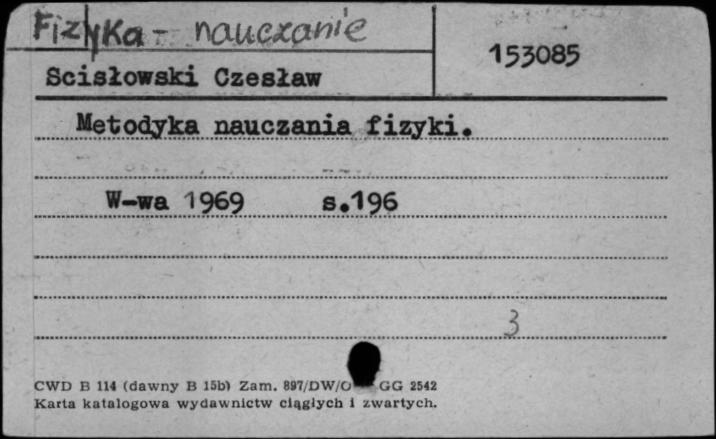 Fizyka - nauczanie
153085
Scisłowski Czesław
Metodyka nauczania fizyki.
W-wa 1969 s.196
3
CWD B 114 (dawny B 15b) Zam. 897/DW/O GG 2542
Karta katalogowa wydawnictw ciągłych i zwartych.